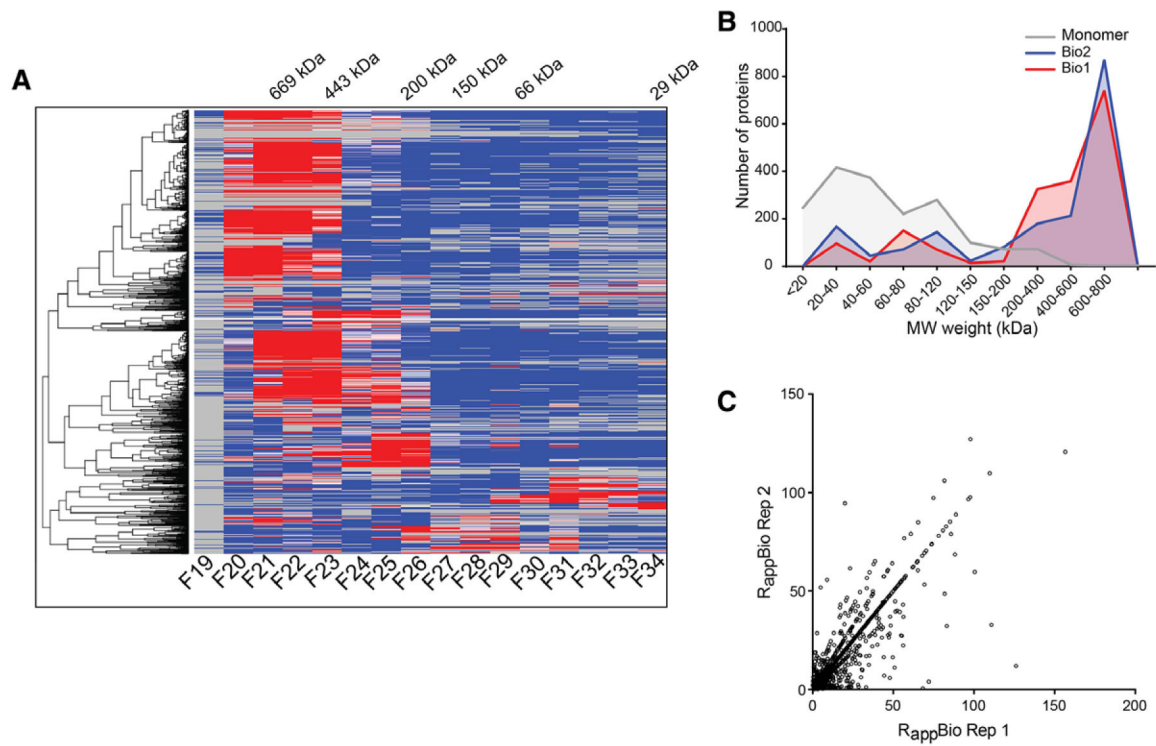 A
669 kDa
443 kDa
200 kDa
150 kDa
66 kDa
29 kDa
F19
F20
F21
F22
F23
F24
F25
F26
F27
F28
F29
F30
F31
F32
F33
F34
B
1000
800
600
400
200
0
Number of proteins
Monomer
Bio2
Bio1
<20
20-40
40-60
60-80
80-120
120-150
150-200
200-400
400-600
600-800
MW weight (kDa)
C
150
100
50
0
RappBio Rep 2
0
50
100
150
200
RappBio Rep 1